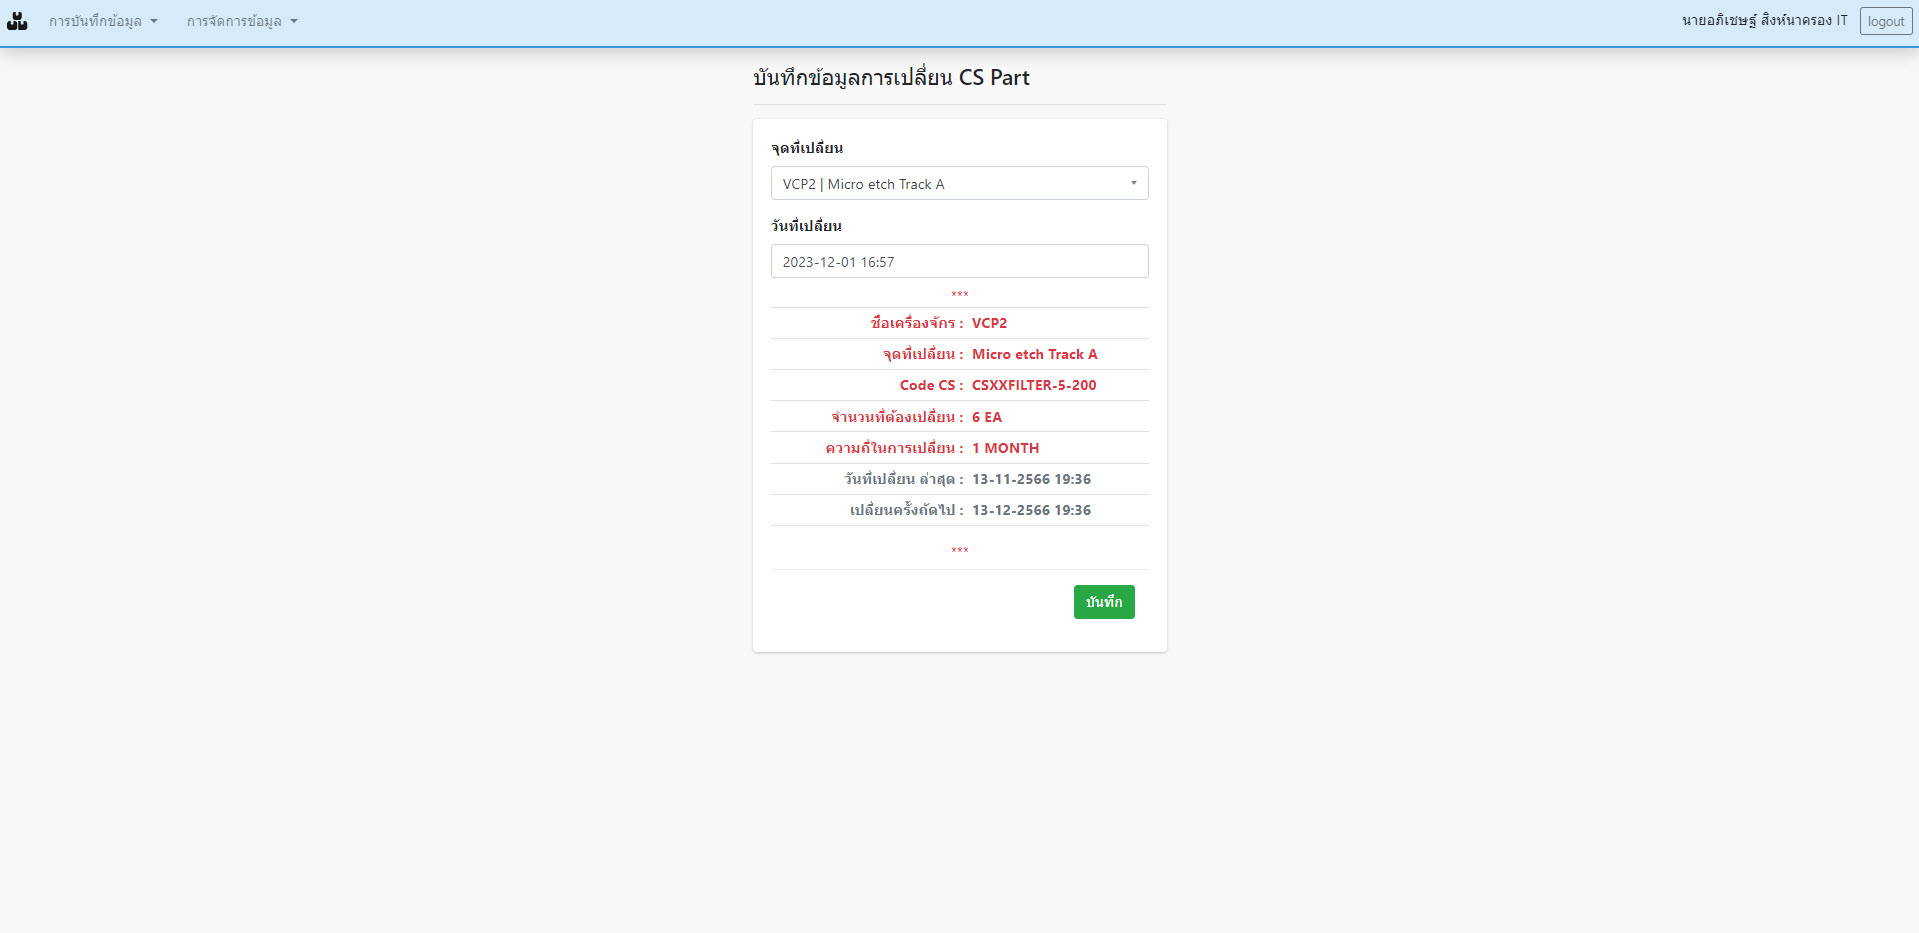 การบันทึกข้อมูล การจัดการข้อมูล นายอภิเชษฐ์ สิงห์นาครอง IT logout
บันทึกข้อมูลการเปลี่ยน CS Part
จุดที่เปลี่ยน
VCP2 | Micro etch Track A
วันที่เปลี่ยน
2023-12-01 16:57
***
ชื่อเครื่องจักร : VCP2
จุดที่เปลี่ยน : Micro etch Track A
Code CS : CSXXFILTER-5-200
จำนวนที่ต้องเปลี่ยน : 6 EA
ความถี่ในการเปลี่ยน : 1 MONTH
วันที่เปลี่ยน ล่าสุด : 13-11-2566 19:36
เปลี่ยนครั้งถัดไป : 13-12-2566 19:36
***
บันทึก